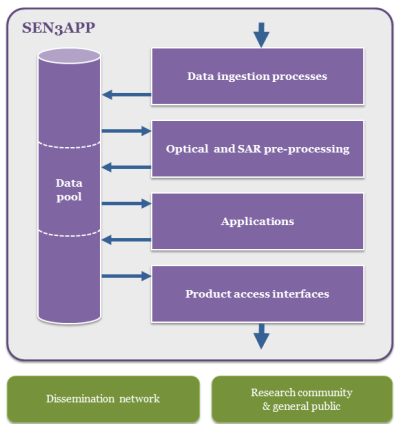 SEN3APP
Data ingestion processes
Optical and SAR pre-processing
Data
pool
Applications
Product access interfaces
Dissemination network
Research community
& general public